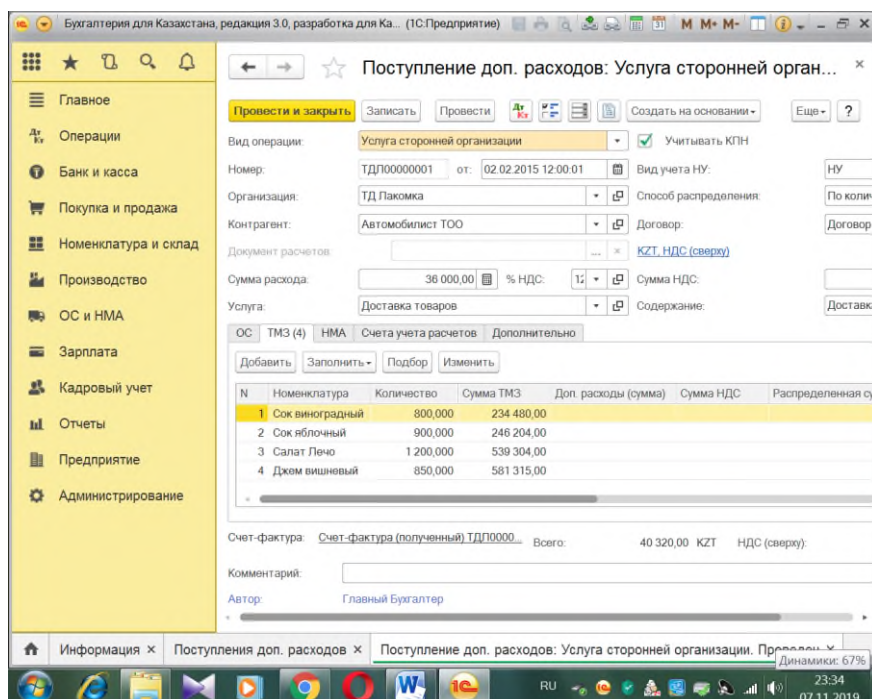 Бухгалтерия для Казахстана, редакция 3.0, разработка для Ка... (1С:Предприятие) M M+ M-
Главное
Операции
Банк и касса
Покупка и продажа
Номенклатура и склад
Производство
ОС и НМА
Зарплата
Кадровый учет
Отчеты
Предприятие
Администрирование
Поступление доп. расходов: Услуга сторонней орган...
Провести и закрыть Записать Провести Создать на основании Еще ?
Вид операции: Услуга сторонней организации Учитывать КПН
Номер: ТДЛ00000001 от: 02.02.2015 12:00:01 Вид учета НУ: НУ
Организация: ТД Лакомка Способ распределения: По колич
Контрагент: Автомобилист ТОО Договор: Договор
Документ расчетов: ... KZT, НДС (сверху)
Сумма расхода: 36 000,00 % НДС: 12 Сумма НДС:
Услуга: Доставка товаров Содержание: Доставка
ОС ТМЗ (4) НМА Счета учета расчетов Дополнительно
Добавить Заполнить Подбор Изменить
N Номенклатура Количество Сумма ТМЗ Доп. расходы (сумма) Сумма НДС Распределенная су
1 Сок виноградный 800,000 234 480,00
2 Сок яблочный 900,000 246 204,00
3 Салат Лечо 1 200,000 539 304,00
4 Джем вишневый 850,000 581 315,00
Счет-фактура: Счет-фактура (полученный) ТДЛ0000... Всего: 40 320,00 KZT НДС (сверху):
Комментарий:
Автор: Главный Бухгалтер
Информация × Поступления доп. расходов × Поступление доп. расходов: Услуга сторонней организации.
Динамики: 67%
RU 23:34
07.11.2019